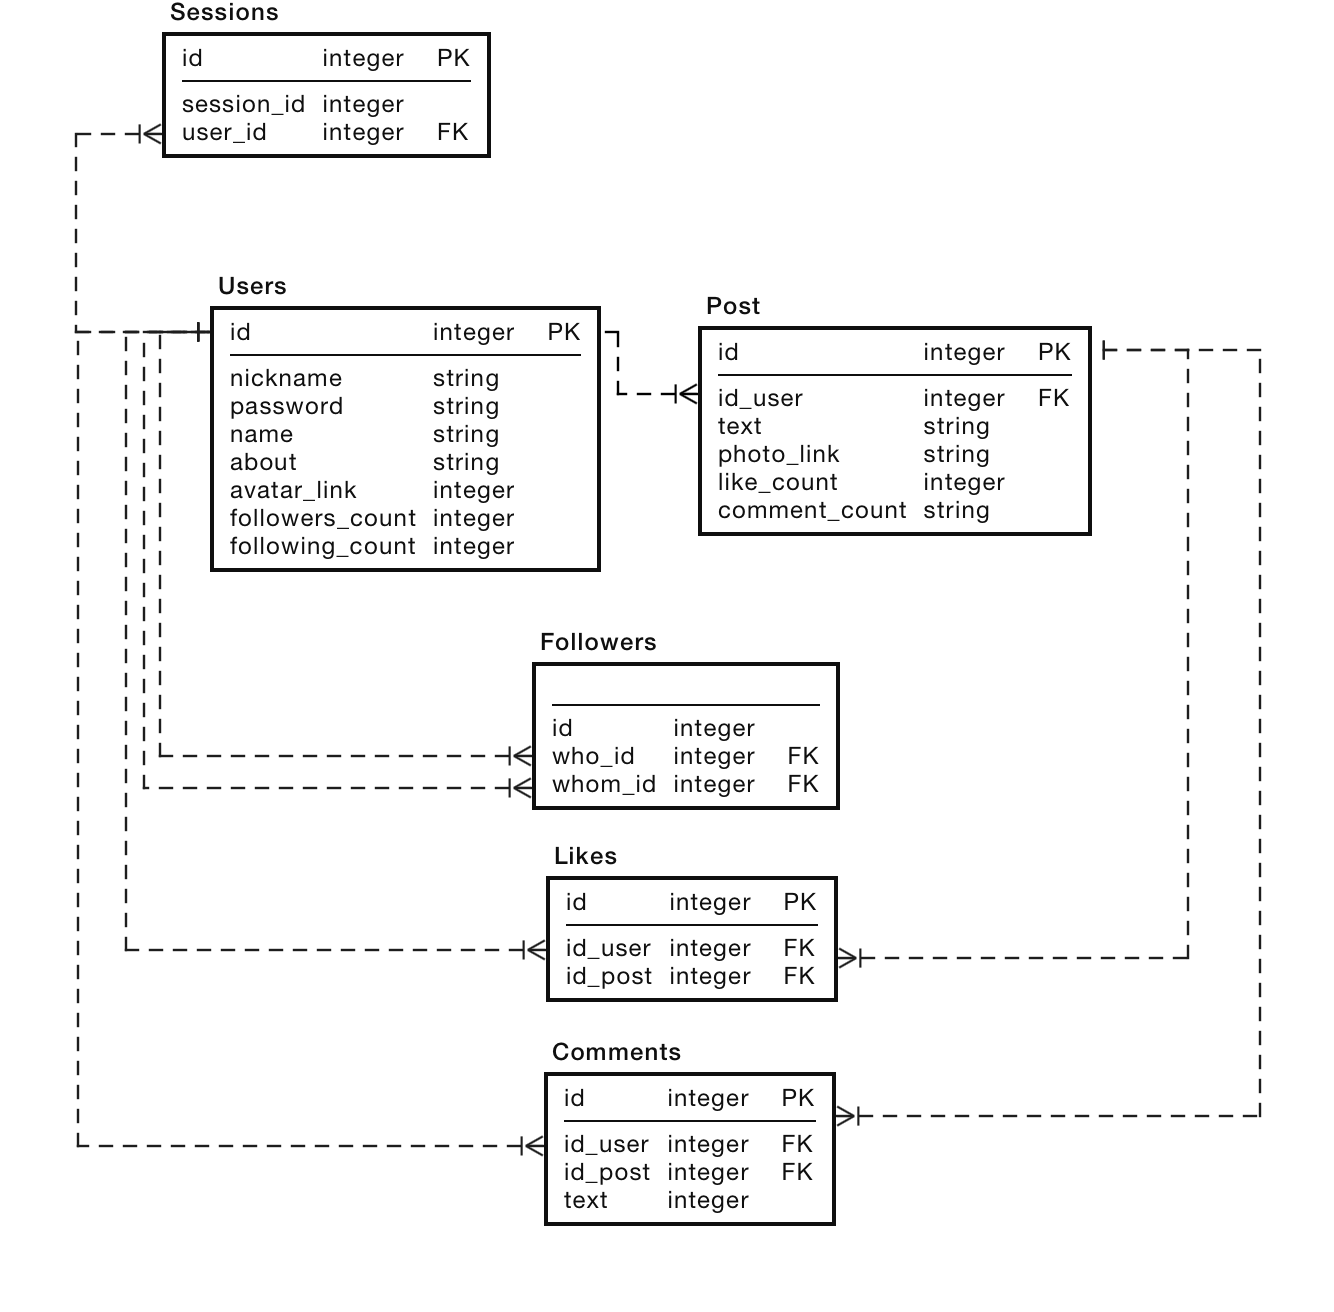 Sessions
id integer PK
session_id integer
user_id integer FK
Users
id integer PK
nickname string
password string
name string
about string
avatar_link integer
followers_count integer
following_count integer
Post
id integer PK
id_user integer FK
text string
photo_link string
like_count integer
comment_count string
Followers
id integer
who_id integer FK
whom_id integer FK
Likes
id integer PK
id_user integer FK
id_post integer FK
Comments
id integer PK
id_user integer FK
id_post integer FK
text integer